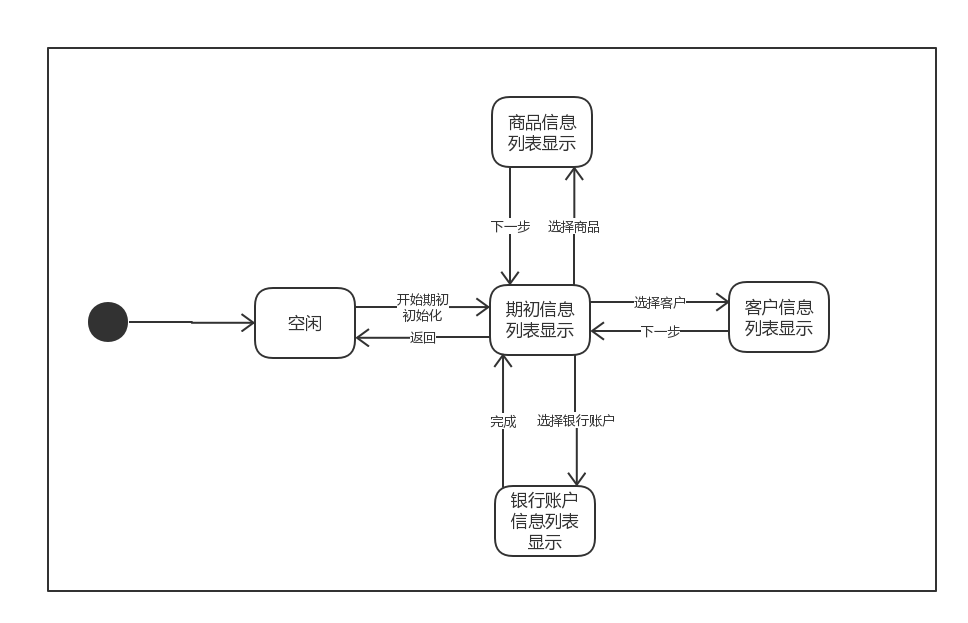 商品信息
列表显示
下一步
选择商品
空闲
开始期初
初始化
返回
期初信息
列表显示
选择客户
下一步
客户信息
列表显示
完成
选择银行账户
银行账户
信息列表
显示